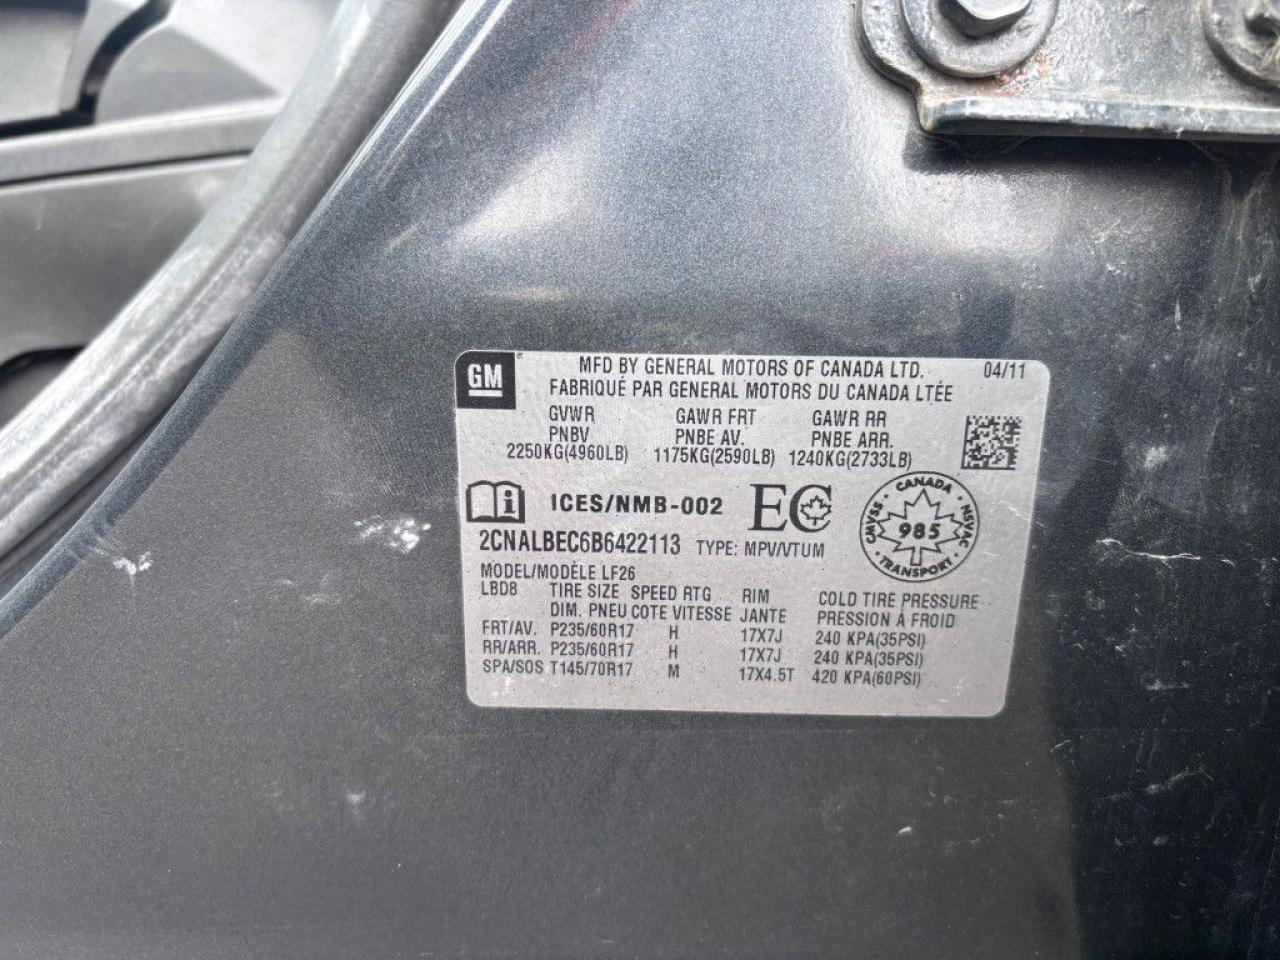 GM
MFD BY GENERAL MOTORS OF CANADA LTD. 04/11
FABRIQUÉ PAR GENERAL MOTORS DU CANADA LTÉE
GVWR GAWR FRT GAWR RR
PNBV PNBE AV. PNBE ARR.
2250KG(4960LB) 1175KG(2590LB) 1240KG(2733LB)
ICES/NMB-002 EC
CANADA CMVSS 985 NSVAC TRANSPORT
2CNALBEC6B6422113 TYPE: MPV/VTUM
MODEL/MODÈLE LF26
LBD8 TIRE SIZE SPEED RTG RIM COLD TIRE PRESSURE
DIM. PNEU COTE VITESSE JANTE PRESSION À FROID
FRT/AV. P235/60R17 H 17X7J 240 KPA(35PSI)
RR/ARR. P235/60R17 H 17X7J 240 KPA(35PSI)
SPA/SOS T145/70R17 M 17X4.5T 420 KPA(60PSI)